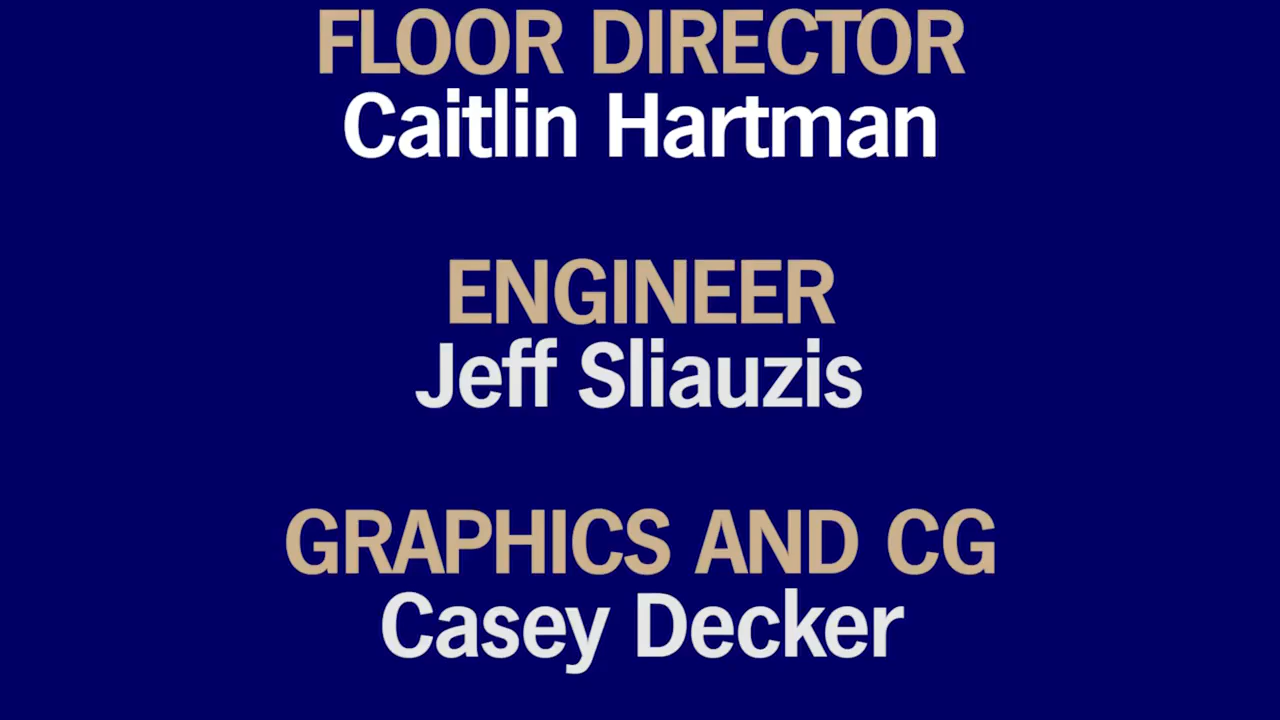 FLOOR DIRECTOR
Caitlin Hartman
ENGINEER
Jeff Sliauzis
GRAPHICS AND CG
Casey Decker